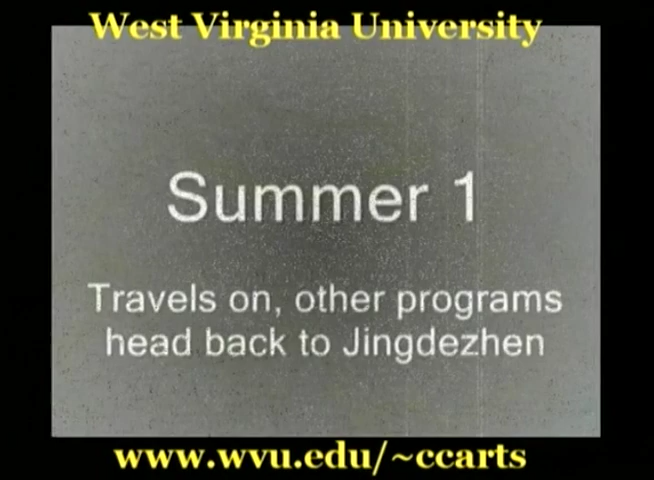 West Virginia University
Summer 1
Travels on, other programs
head back to Jingdezhen
www.wvu.edu/~ccarts